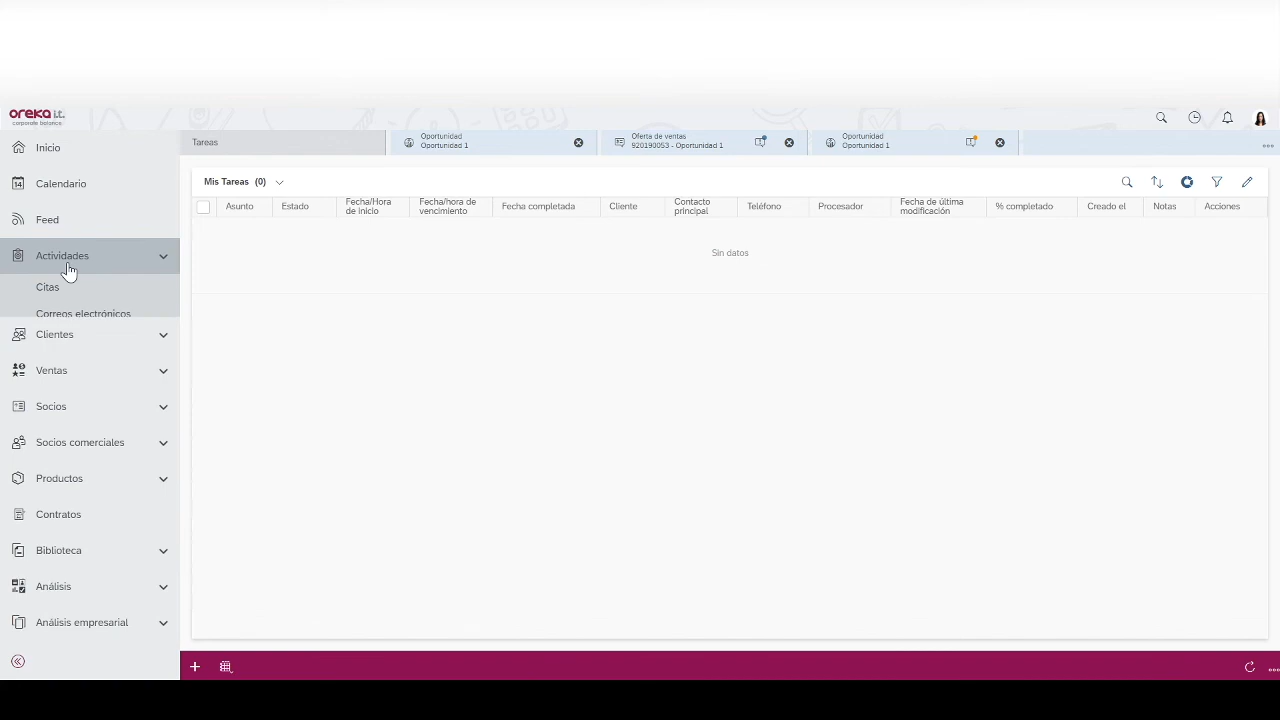 oreka i.t.
corporate balance.
Inicio
14
Calendario
Feed
Actividades
Citas
Correos electrónicos
Clientes
Ventas
Socios
Socios comerciales
Productos
Contratos
Biblioteca
Análisis
Análisis empresarial
Tareas
Oportunidad
Oportunidad 1
Oferta de ventas
920190053 - Oportunidad 1
Oportunidad
Oportunidad 1
Mis Tareas (0)
Asunto
Estado
Fecha/Hora
de inicio
Fecha/hora de
vencimiento
Fecha completada
Cliente
Contacto
principal
Teléfono
Procesador
Fecha de última
modificación
% completado
Creado el
Notas
Acciones
Sin datos